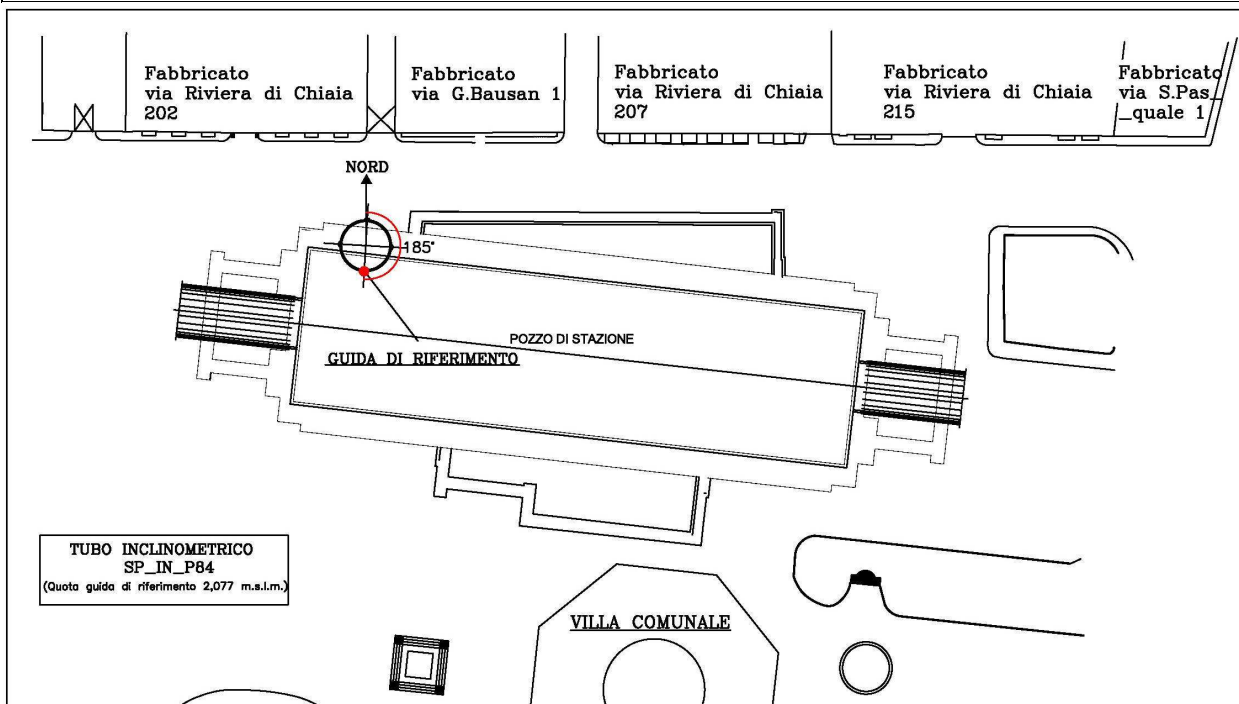 Fabbricato
via Riviera di Chiaia
202
Fabbricato
via G.Bausan 1
Fabbricato
via Riviera di Chiaia
207
Fabbricato
via Riviera di Chiaia
215
Fabbricato
via S.Pas_
_quale 1
NORD
185°
POZZO DI STAZIONE
GUIDA DI RIFERIMENTO
TUBO INCLINOMETRICO
SP_IN_P84
(Quota guida di riferimento 2,077 m.s.l.m.)
VILLA COMUNALE